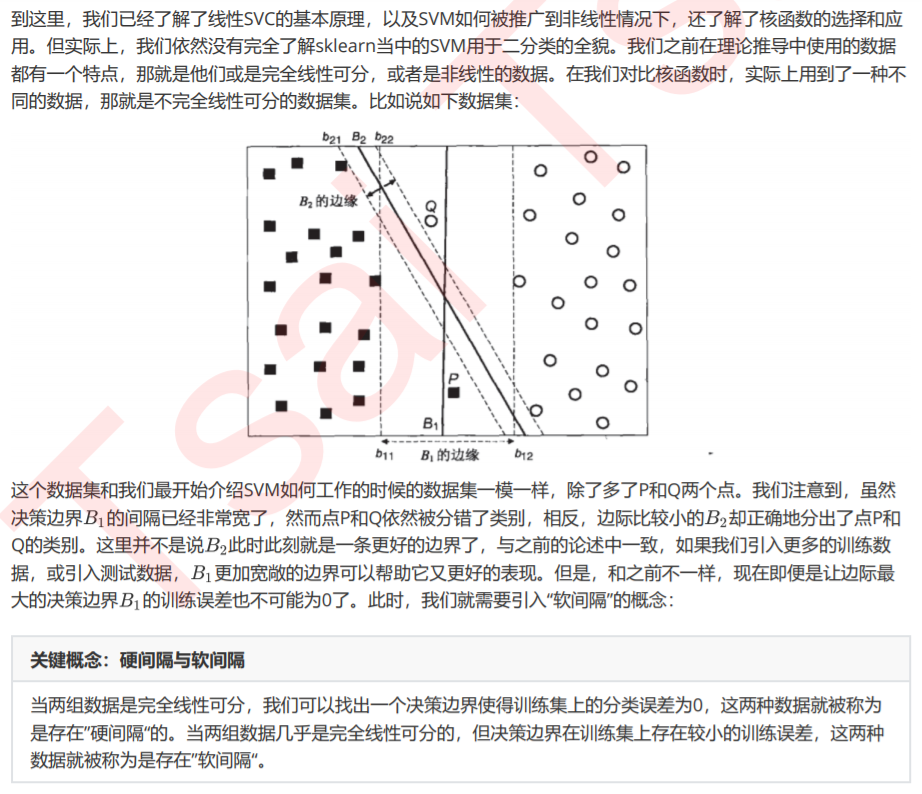 到这里，我们已经了解了线性SVC的基本原理，以及SVM如何被推广到非线性情况下，还了解了核函数的选择和应
用。但实际上，我们依然没有完全了解sklearn当中的SVM用于二分类的全貌。我们之前在理论推导中使用的数据
都有一个特点，那就是他们或是完全线性可分，或者是非线性的数据。在我们对比核函数时，实际上用到了一种不
同的数据，那就是不完全线性可分的数据集。比如说如下数据集：
b21 B2 b22
B2的边缘
Q
P
B1
b11 B1的边缘 b12
这个数据集和我们最开始介绍SVM如何工作的时候的数据集一模一样，除了多了P和Q两个点。我们注意到，虽然
决策边界B1的间隔已经非常宽了，然而点P和Q依然被分错了类别，相反，边际比较小的B2却正确地分出了点P和
Q的类别。这里并不是说B2此时此刻就是一条更好的边界了，与之前的论述中一致，如果我们引入更多的训练数
据，或引入测试数据，B1更加宽敞的边界可以帮助它又更好的表现。但是，和之前不一样，现在即便是让边际最
大的决策边界B1的训练误差也不可能为0了。此时，我们就需要引入“软间隔”的概念：
关键概念：硬间隔与软间隔
当两组数据是完全线性可分，我们可以找出一个决策边界使得训练集上的分类误差为0，这两种数据就被称为
是存在”硬间隔“的。当两组数据几乎是完全线性可分的，但决策边界在训练集上存在较小的训练误差，这两种
数据就被称为是存在”软间隔“。
Tsai Ts